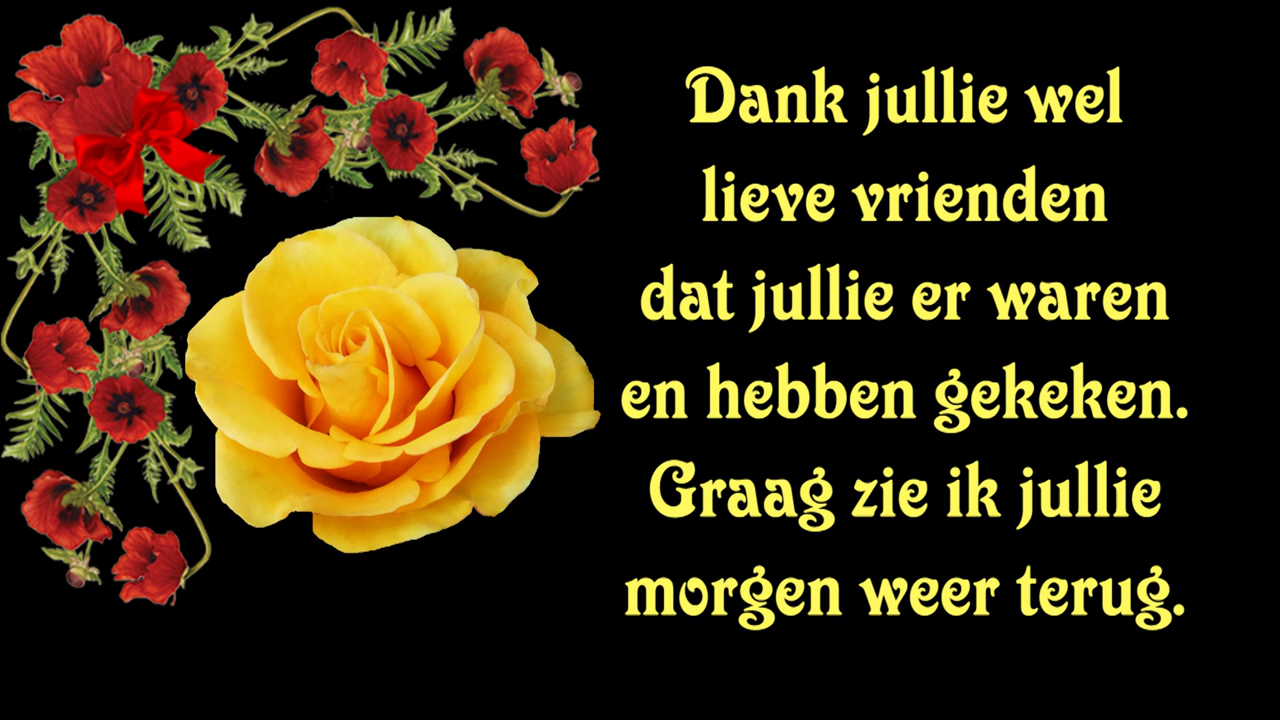 Dank jullie wel
lieve vrienden
dat jullie er waren
en hebben gekeken.
Graag zie ik jullie
morgen weer terug.